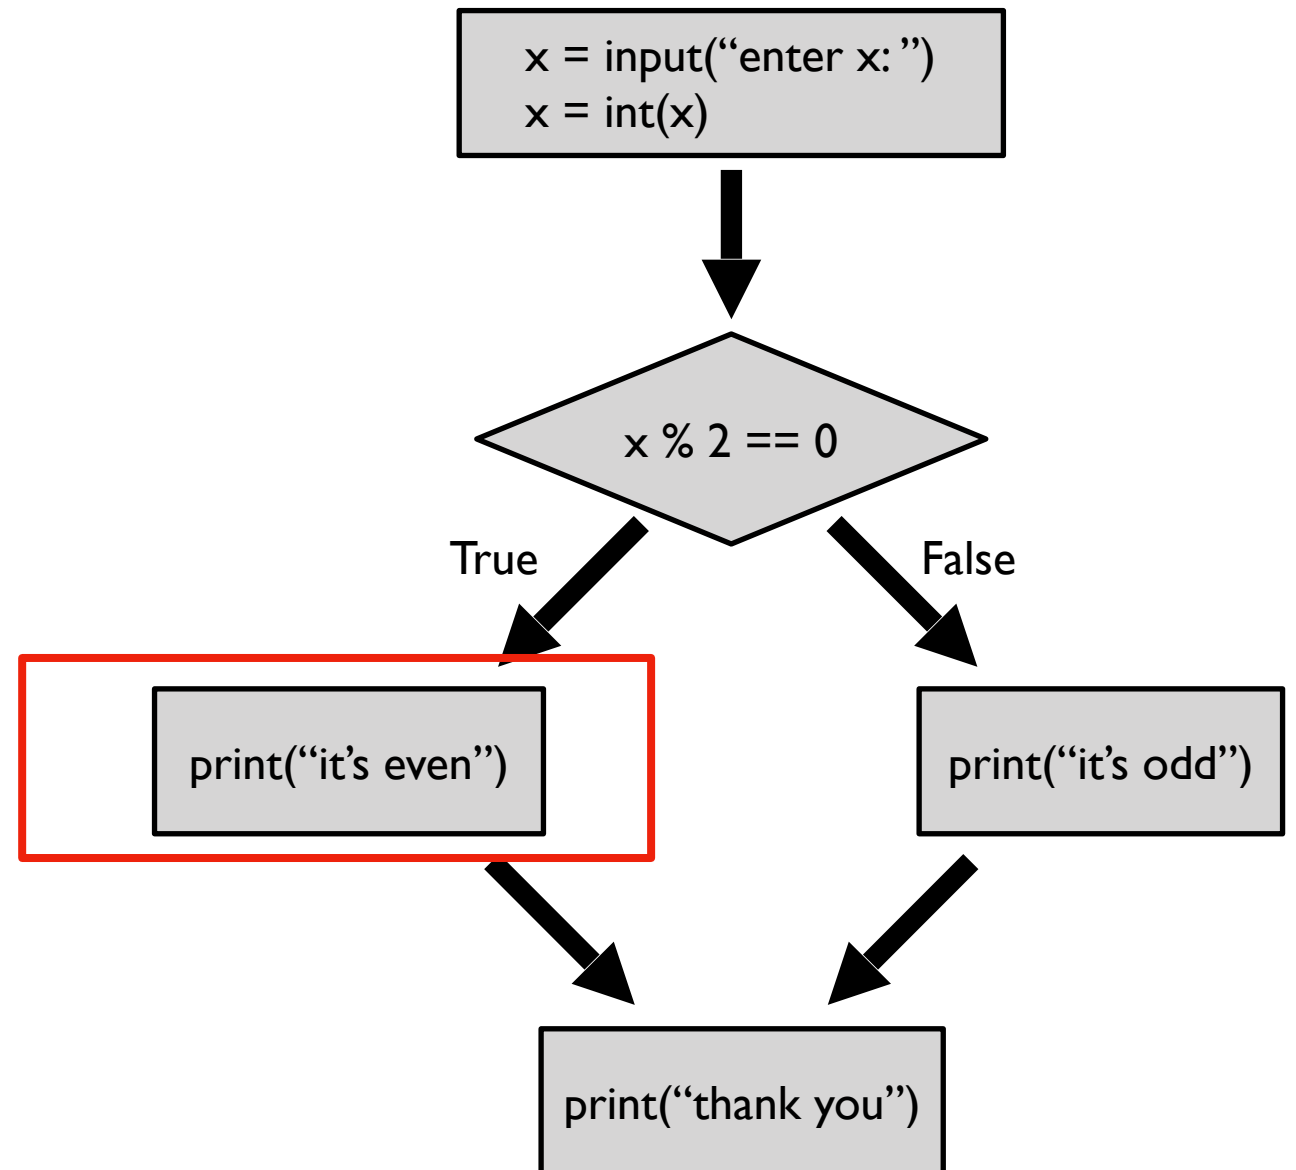 x = input(“enter x: ”)
x = int(x)
x % 2 == 0
True
False
print(“it’s even”)
print(“it’s odd”)
print(“thank you”)